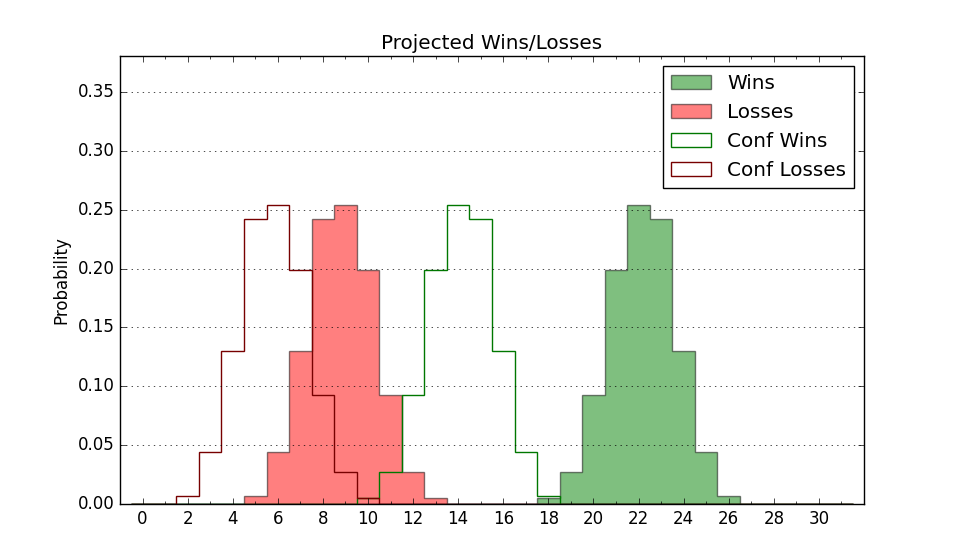 Projected Wins/Losses
Wins
Losses
Conf Wins
Conf Losses
Probability
0.35
0.30
0.25
0.20
0.15
0.10
0.05
0.00
0 2 4 6 8 10 12 14 16 18 20 22 24 26 28 30